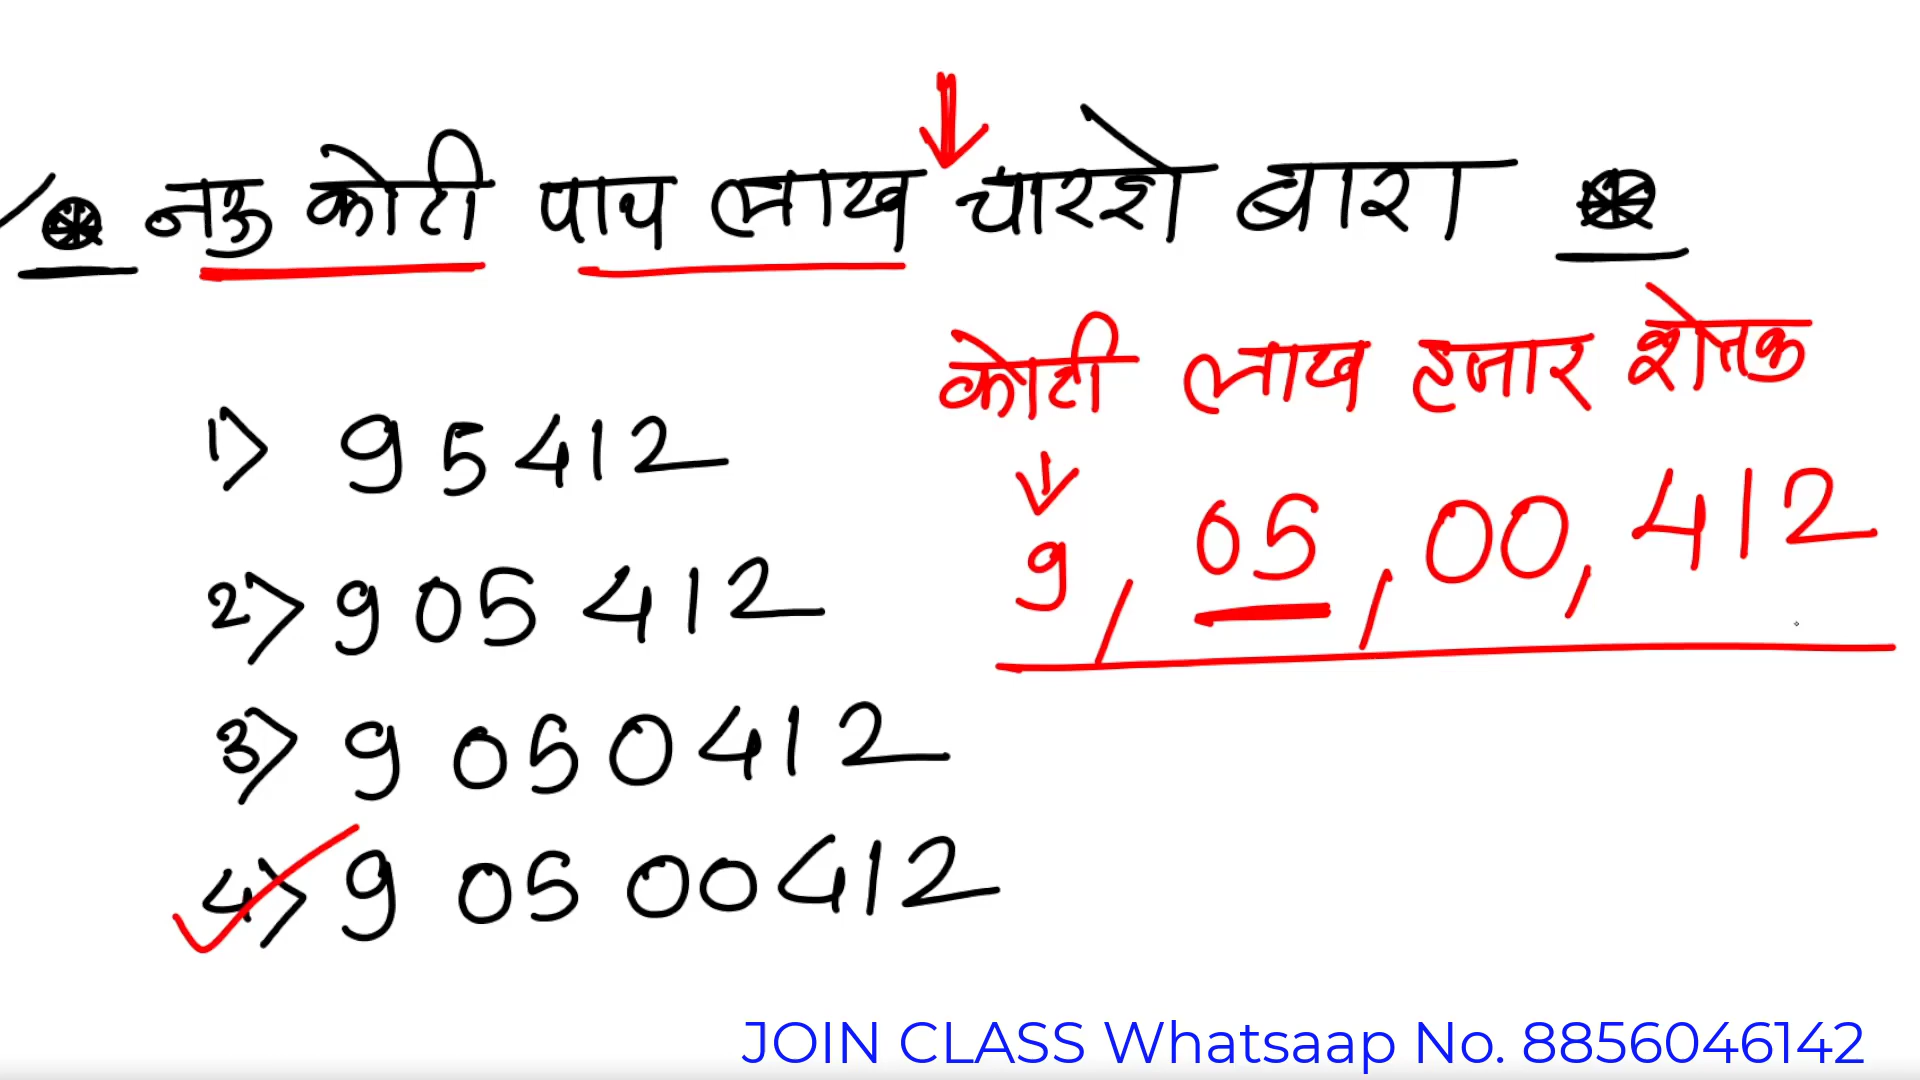 नऊ कोटी पाच लाख चारशे बारा
कोटी लाख हजार शतक
1) 95412
9, 05, 00, 412
2) 905412
3) 9050412
4) 90500412
JOIN CLASS Whatsaap No. 8856046142